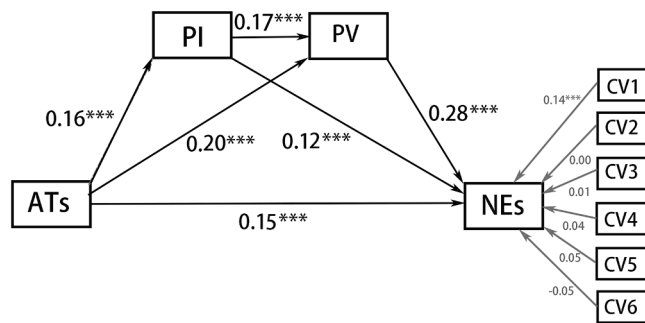 0.17***
PI
PV
CV1
0.14***
0.28***
CV2
0.16***
0.20***
0.12***
0.00
CV3
0.01
ATs
NEs
0.04
CV4
0.15***
0.05
CV5
-0.05
CV6